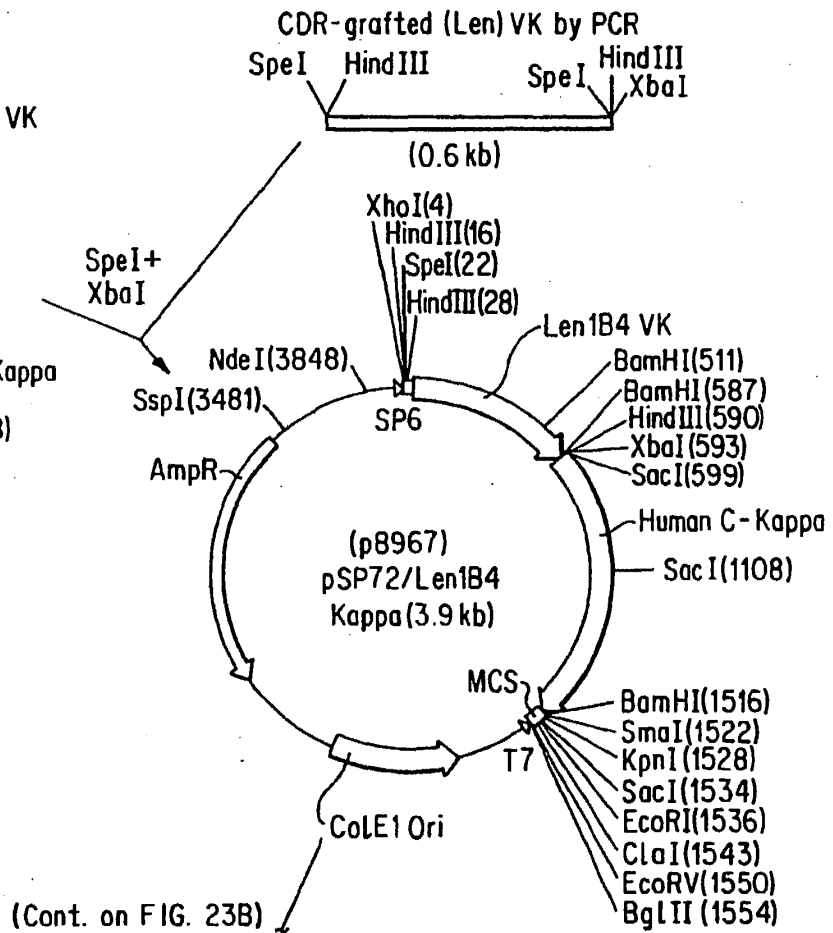 CDR-grafted (Len) VK by PCR
SpeI
HindIII
SpeI
HindIII
XbaI
VK
(0.6 kb)
XhoI(4)
HindIII(16)
SpeI(22)
HindIII(28)
SpeI+
XbaI
Len1B4 VK
NdeI(3848)
BamHI(511)
Kappa
SspI(3481)
BamHI(587)
HindIII(590)
SP6
XbaI(593)
SacI(599)
AmpR
Human C-Kappa
(p8967)
pSP72/Len1B4
Kappa(3.9 kb)
SacI(1108)
MCS
T7
BamHI(1516)
SmaI(1522)
KpnI(1528)
SacI(1534)
EcoRI(1536)
ClaI(1543)
EcoRV(1550)
BglII (1554)
ColE1 Ori
(Cont. on FIG. 23B)